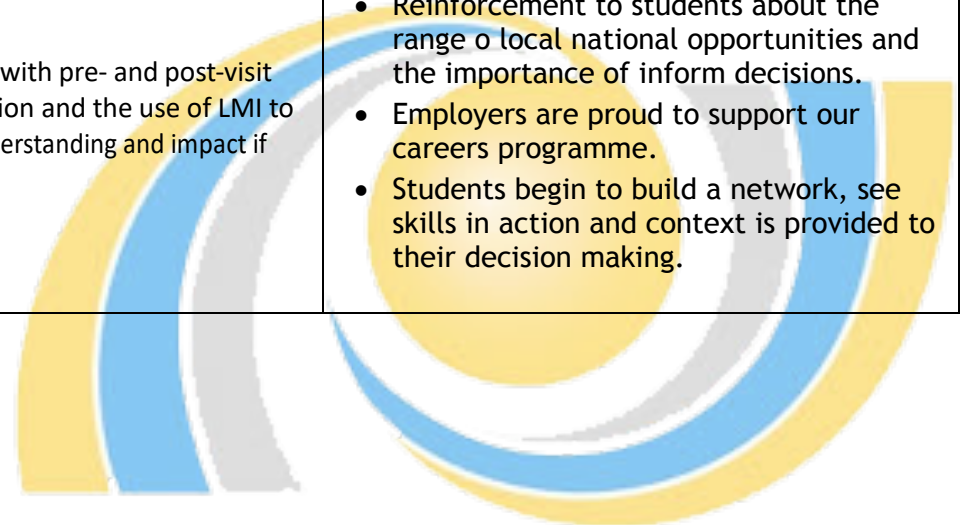 with pre- and post-visit
ion and the use of LMI to
erstanding and impact if
• Reinforcement to students about the
range o local national opportunities and
the importance of inform decisions.
• Employers are proud to support our
careers programme.
• Students begin to build a network, see
skills in action and context is provided to
their decision making.